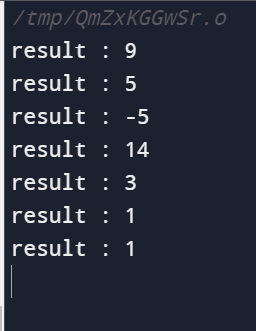 /tmp/QmZxKGGwSr.o
result : 9
result : 5
result : -5
result : 14
result : 3
result : 1
result : 1